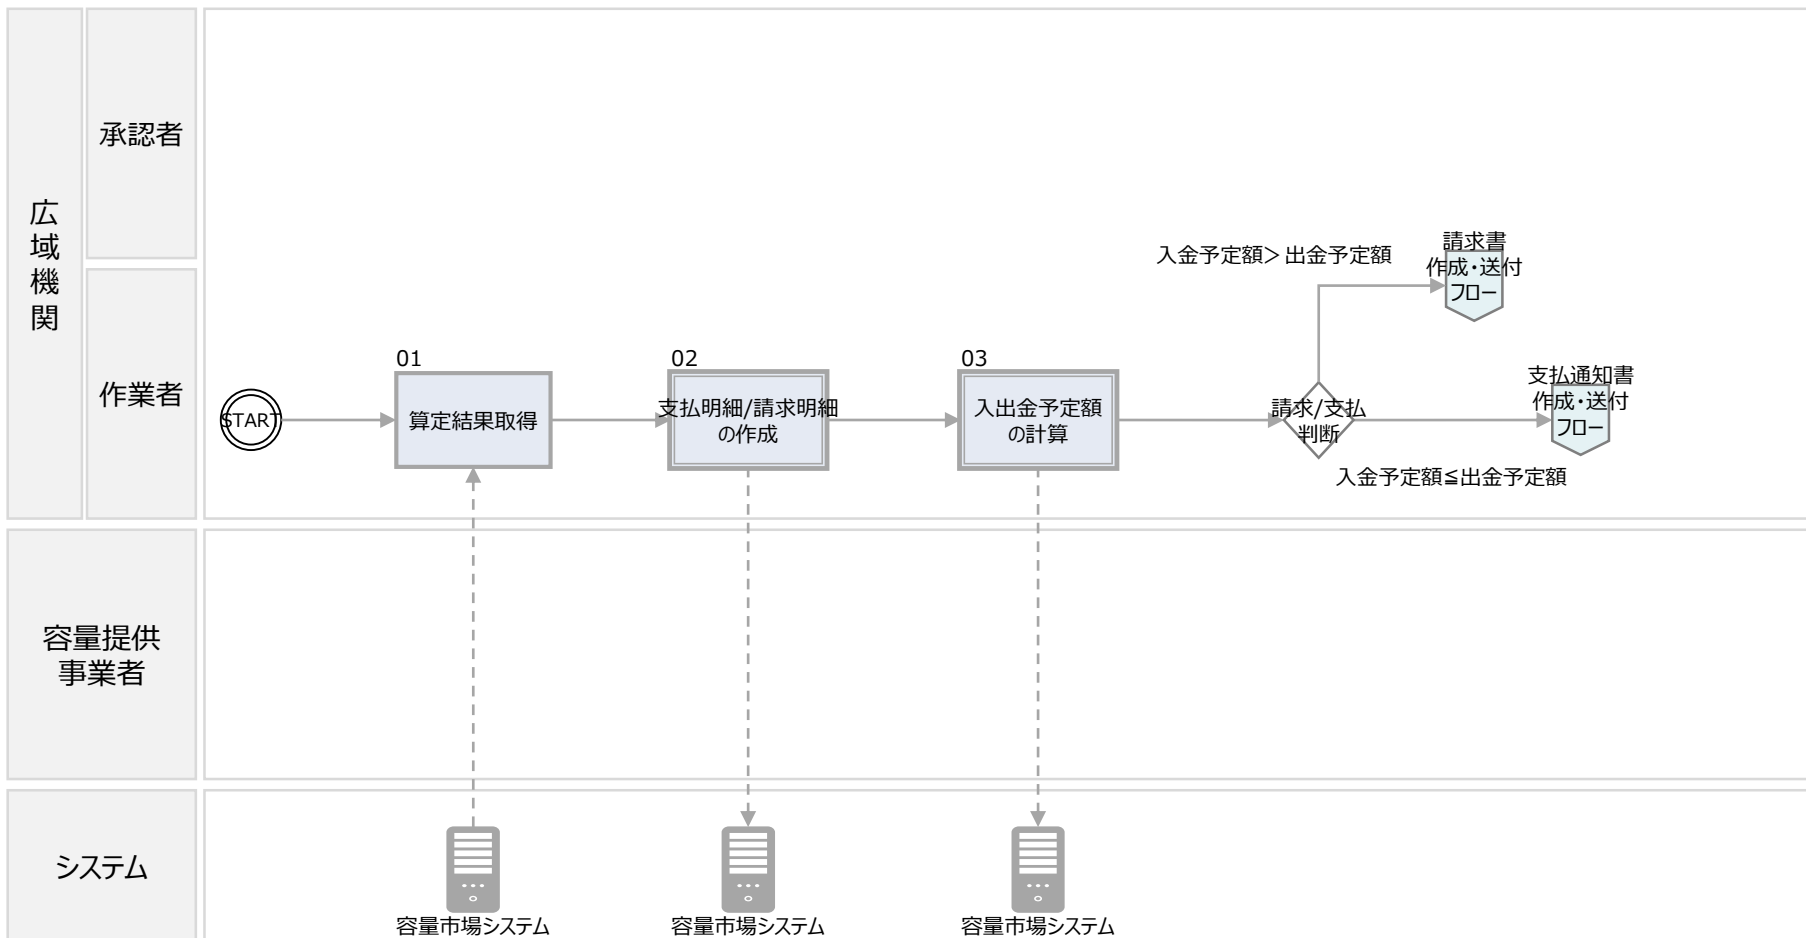 広域機関
承認者
作業者
START
01
算定結果取得
02
支払明細/請求明細
の作成
03
入出金予定額
の計算
請求/支払
判断
入金予定額＞出金予定額
請求書
作成・送付
フロー
支払通知書
作成・送付
フロー
入金予定額≦出金予定額
容量提供
事業者
システム
容量市場システム
容量市場システム
容量市場システム